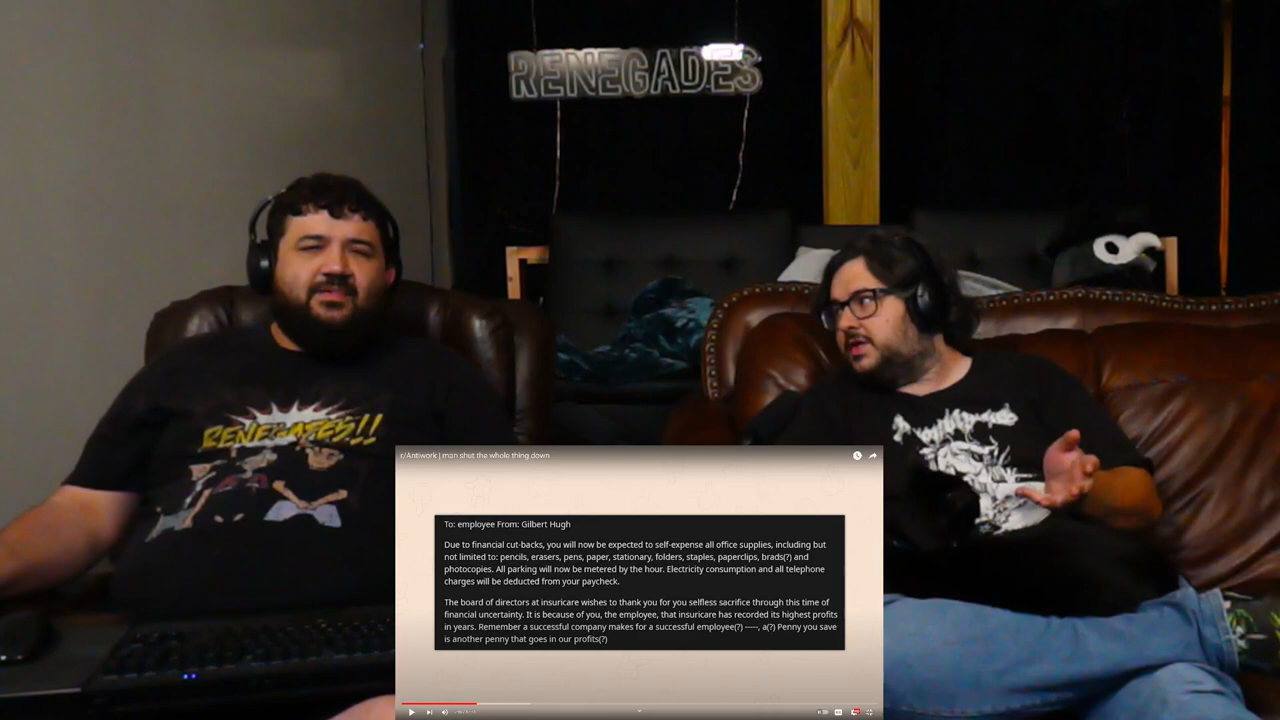 RENEGADES
RENEGADES!!
r/Antiwork | man shut the whole thing down
To: employee From: Gilbert Hugh
Due to financial cut-backs, you will now be expected to self-expense all office supplies, including but
not limited to: pencils, erasers, pens, paper, stationary, folders, staples, paperclips, brads(?) and
photocopies. All parking will now be metered by the hour. Electricity consumption and all telephone
charges will be deducted from your paycheck.
The board of directors at insuricare wishes to thank you for you selfless sacrifice through this time of
financial uncertainty. It is because of you, the employee, that insuricare has recorded its highest profits
in years. Remember a successful company makes for a successful employee(?) -----, a(?) Penny you save
is another penny that goes in our profits(?)